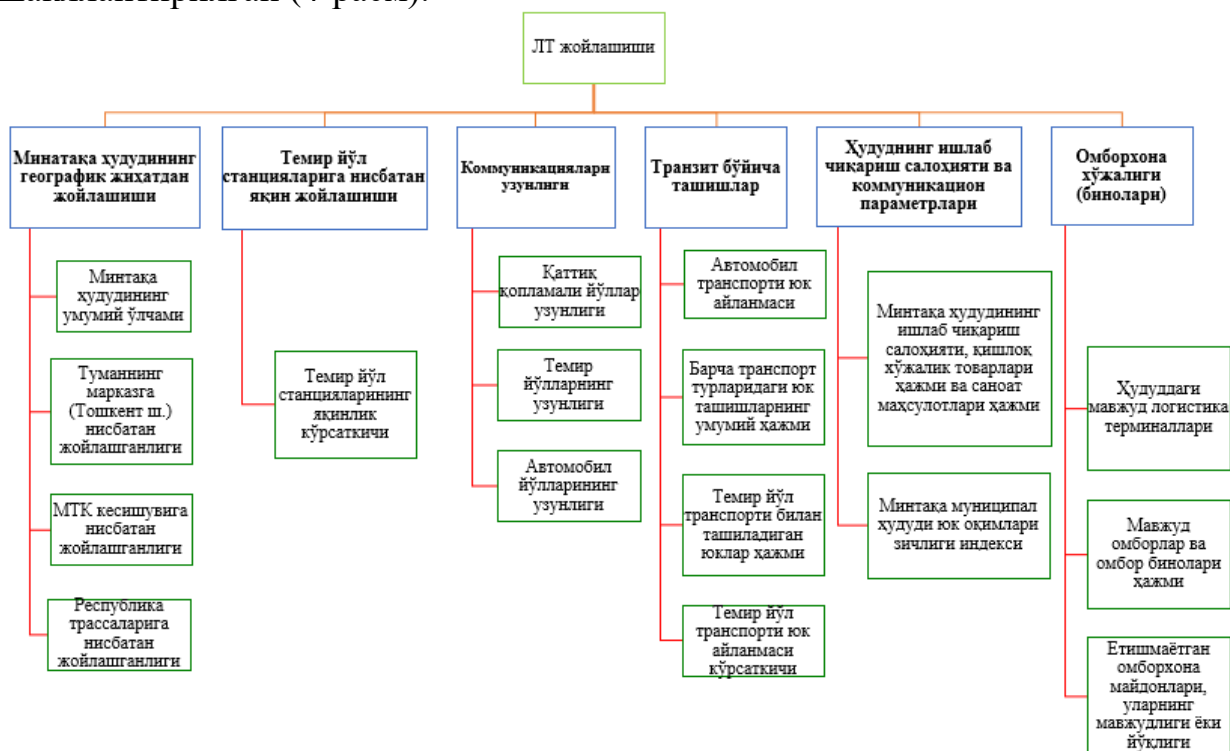 шакллантирилган (4-расм).
ЛТ жойлашиши
Минатақа ҳудудининг
географик жиҳатдан
жойлашиши
Темир йўл
станцияларига нисбатан
яқин жойлашиши
Коммуникациялари
узунлиги
Транзит бўйича
ташишлар
Ҳудуднинг ишлаб
чиқариш салоҳияти ва
коммуникацион
параметрлари
Омборхона
хўжалиги
(бинолари)
Минтақа
ҳудудининг
умумий ўлчами
Туманнинг
марказга
(Тошкент ш.)
нисбатан
жойлашганлиги
МТК кесишувига
нисбатан
жойлашганлиги
Республика
трассаларига
нисбатан
жойлашганлиги
Темир йўл
станцияларининг
яқинлик
кўрсаткичи
Қаттиқ
қопламали йўллар
узунлиги
Темир
йўлларнинг
узунлиги
Автомобил
йўлларининг
узунлиги
Автомобил
транспорти юк
айланмаси
Барча транспорт
турларидаги юк
ташишларнинг
умумий ҳажми
Темир йўл
транспорти билан
ташиладиган
юклар ҳажми
Темир йўл
транспорти юк
айланмаси
кўрсаткичи
Минтақа ҳудудининг
ишлаб чиқариш
салоҳияти, қишлоқ
хўжалик товарлари
ҳажми ва саноат
маҳсулотлари ҳажми
Минтақа муниципал
ҳудуди юк оқимлари
зичлиги индекси
Ҳудуддаги
мавжуд логистика
терминаллари
Мавжуд
омборлар ва
омбор бинолари
ҳажми
Етишмаётган
омборхона
майдонлари,
уларнинг
мавжудлиги ёки
йўқлиги